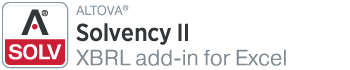 ALTOVA®
Solvency II
XBRL add-in for Excel
A®
SOLV